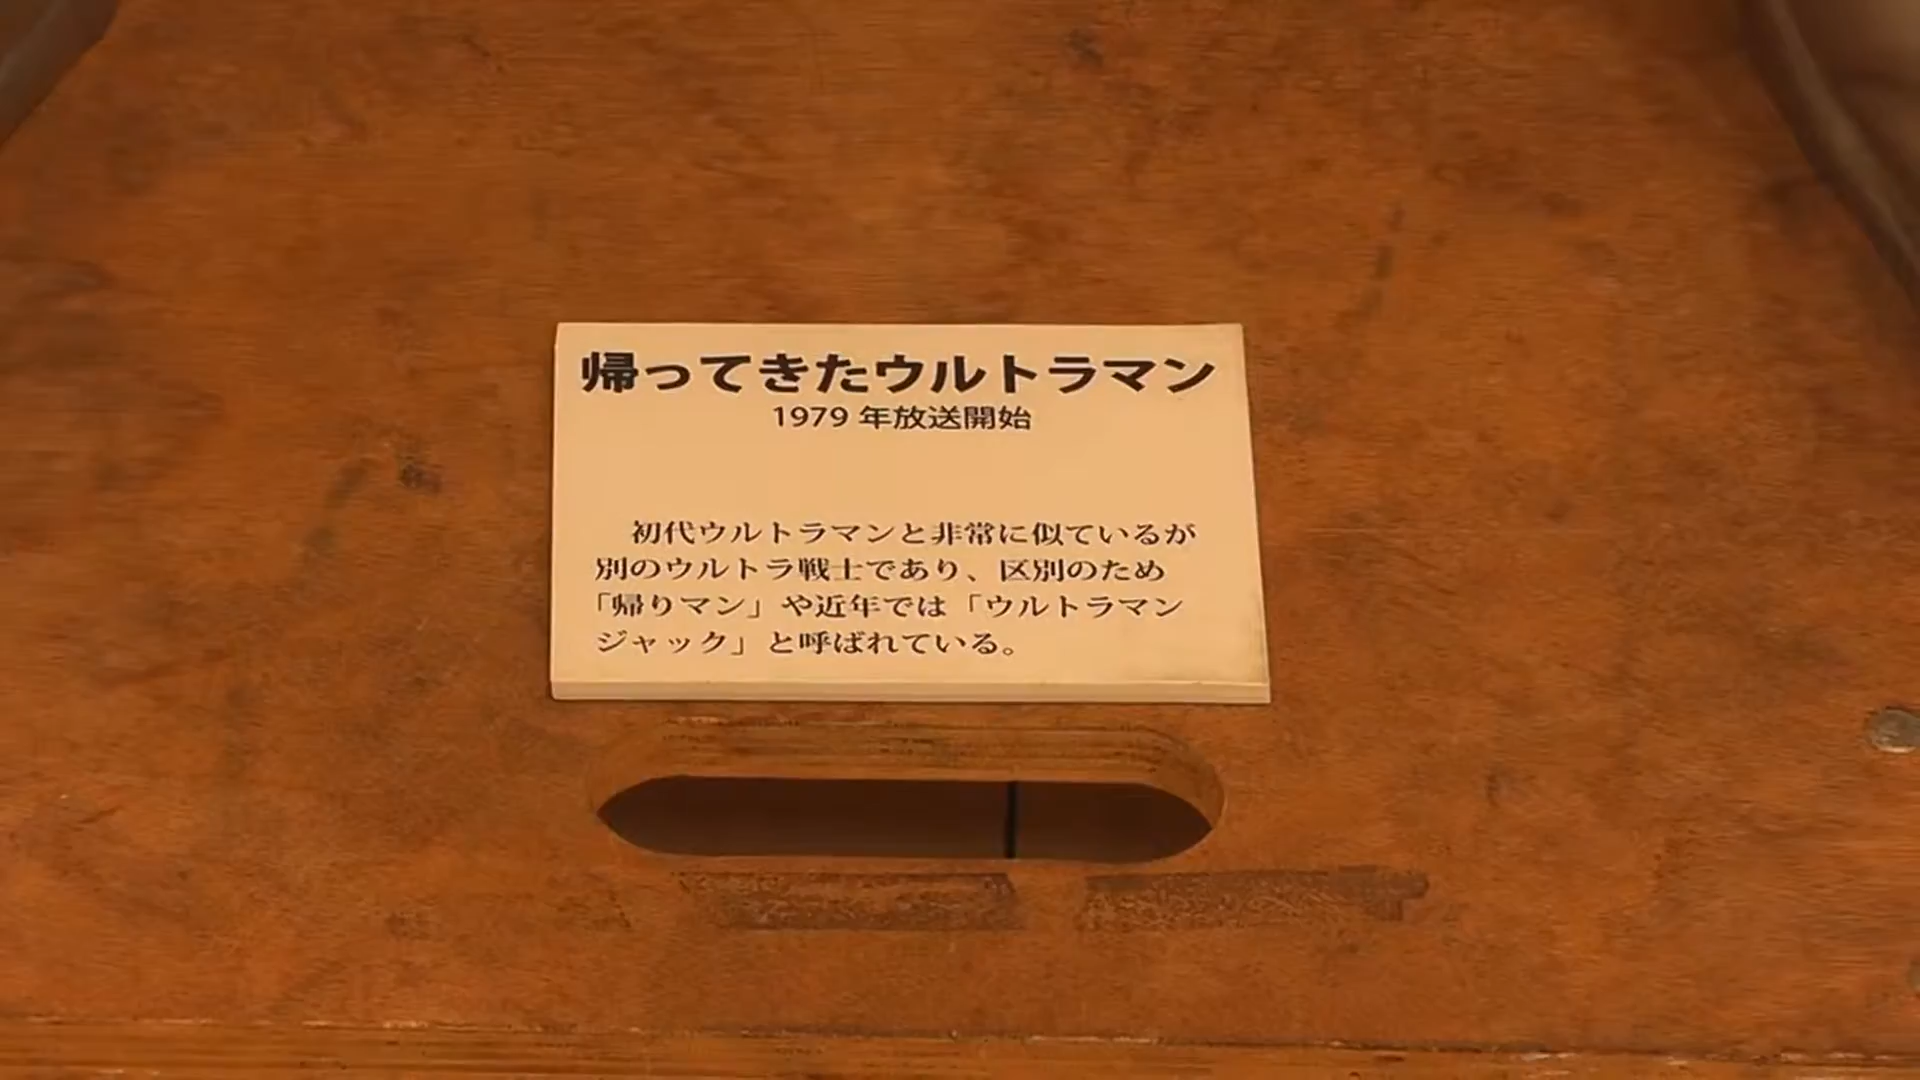 帰ってきたウルトラマン
1979 年放送開始
初代ウルトラマンと非常に似ているが
別のウルトラ戦士であり、区別のため
「帰りマン」や近年では「ウルトラマン
ジャック」と呼ばれている。